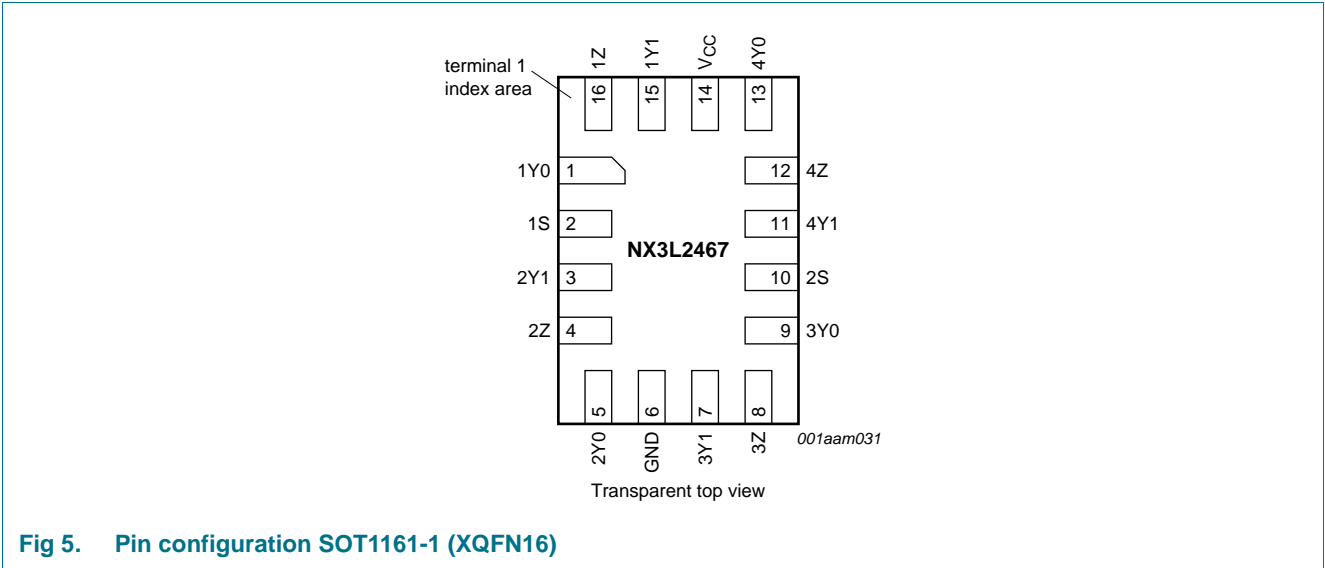 1Z 1Y1 VCC 4Y0
terminal 1
index area
16 15 14 13
1Y0 1 12 4Z
1S 2 11 4Y1
NX3L2467
2Y1 3 10 2S
2Z 4 9 3Y0
5 6 7 8
2Y0 GND 3Y1 3Z
001aam031
Transparent top view
Fig 5. Pin configuration SOT1161-1 (XQFN16)